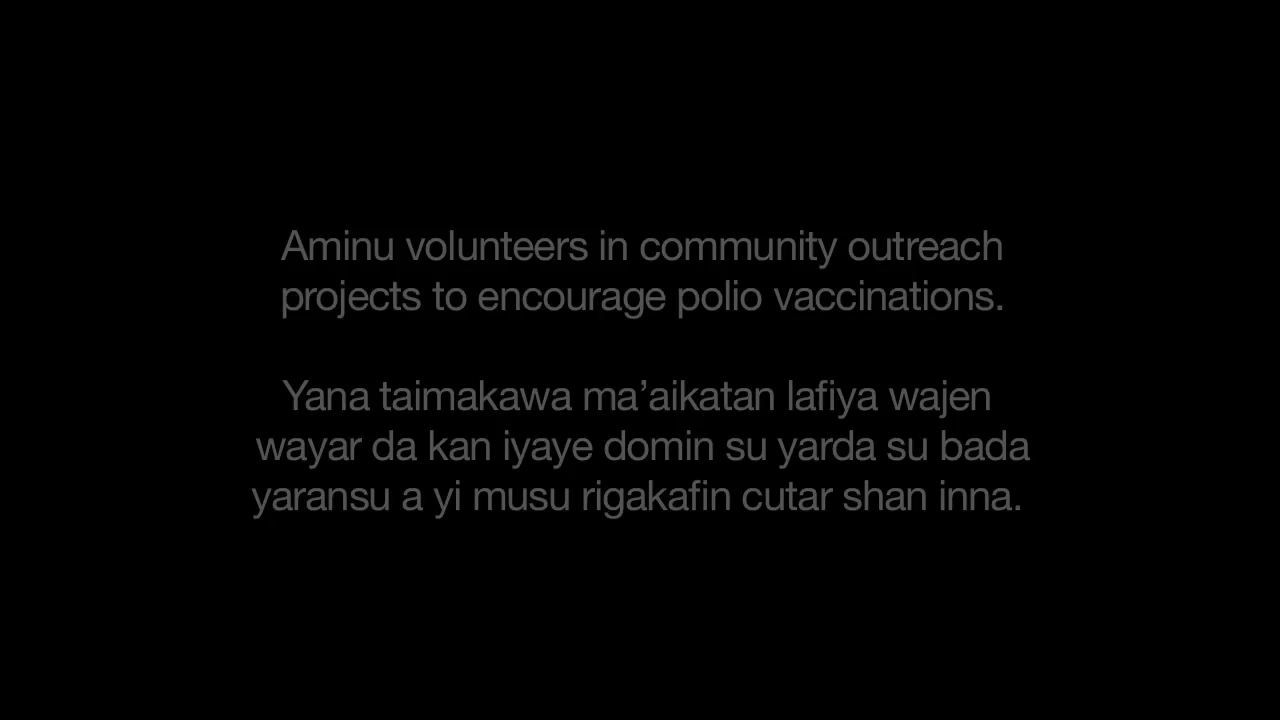 Aminu volunteers in community outreach
projects to encourage polio vaccinations.
Yana taimakawa ma’aikatan lafiya wajen
wayar da kan iyaye domin su yarda su bada
yaransu a yi musu rigakafin cutar shan inna.